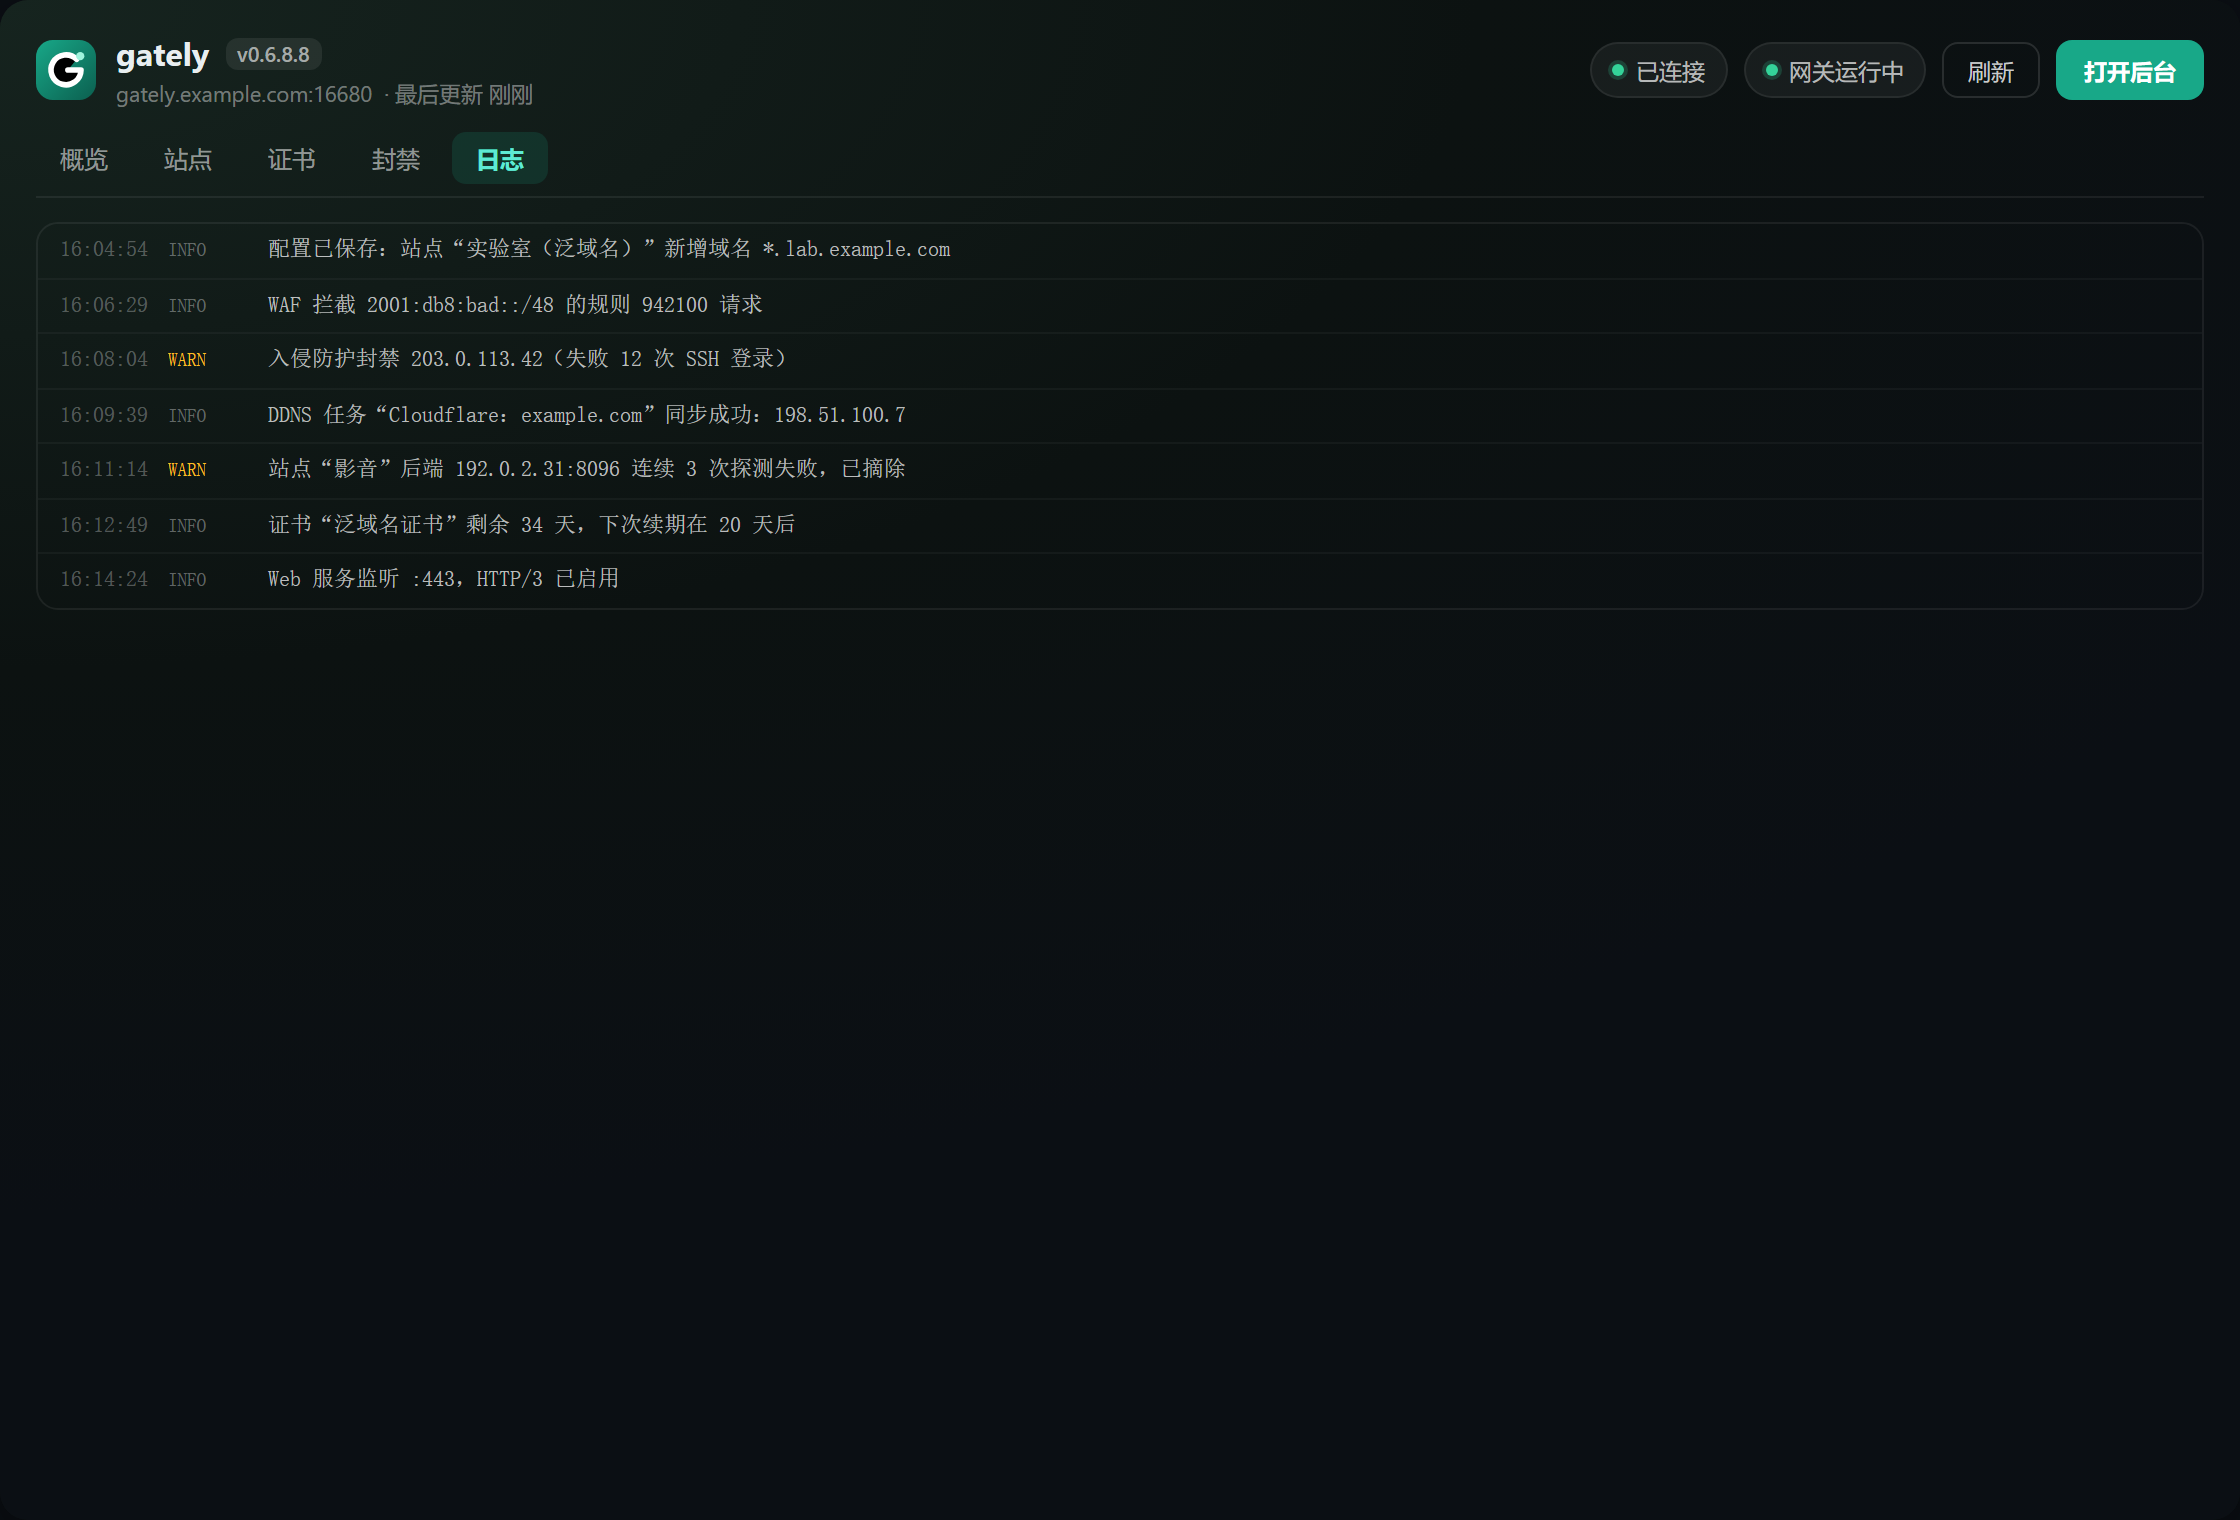 gately v0.6.8.8
gately.example.com:16680 · 最后更新 刚刚
已连接 网关运行中 刷新 打开后台
概览 站点 证书 封禁 日志
16:04:54 INFO 配置已保存：站点“实验室（泛域名）”新增域名 *.lab.example.com
16:06:29 INFO WAF 拦截 2001:db8:bad::/48 的规则 942100 请求
16:08:04 WARN 入侵防护封禁 203.0.113.42（失败 12 次 SSH 登录）
16:09:39 INFO DDNS 任务“Cloudflare：example.com”同步成功：198.51.100.7
16:11:14 WARN 站点“影音”后端 192.0.2.31:8096 连续 3 次探测失败，已摘除
16:12:49 INFO 证书“泛域名证书”剩余 34 天，下次续期在 20 天后
16:14:24 INFO Web 服务监听 :443，HTTP/3 已启用